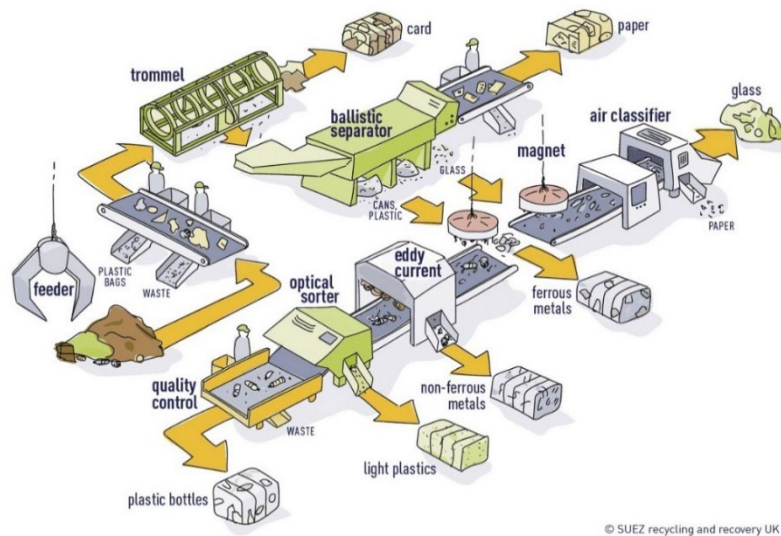 card
paper
trommel
ballistic
separator
glass
air classifier
magnet
GLASS
CANS,
PLASTIC
PAPER
PLASTIC
BAGS
WASTE
feeder
eddy
current
optical
sorter
ferrous
metals
quality
control
non-ferrous
metals
WASTE
light plastics
plastic bottles
© SUEZ recycling and recovery UK